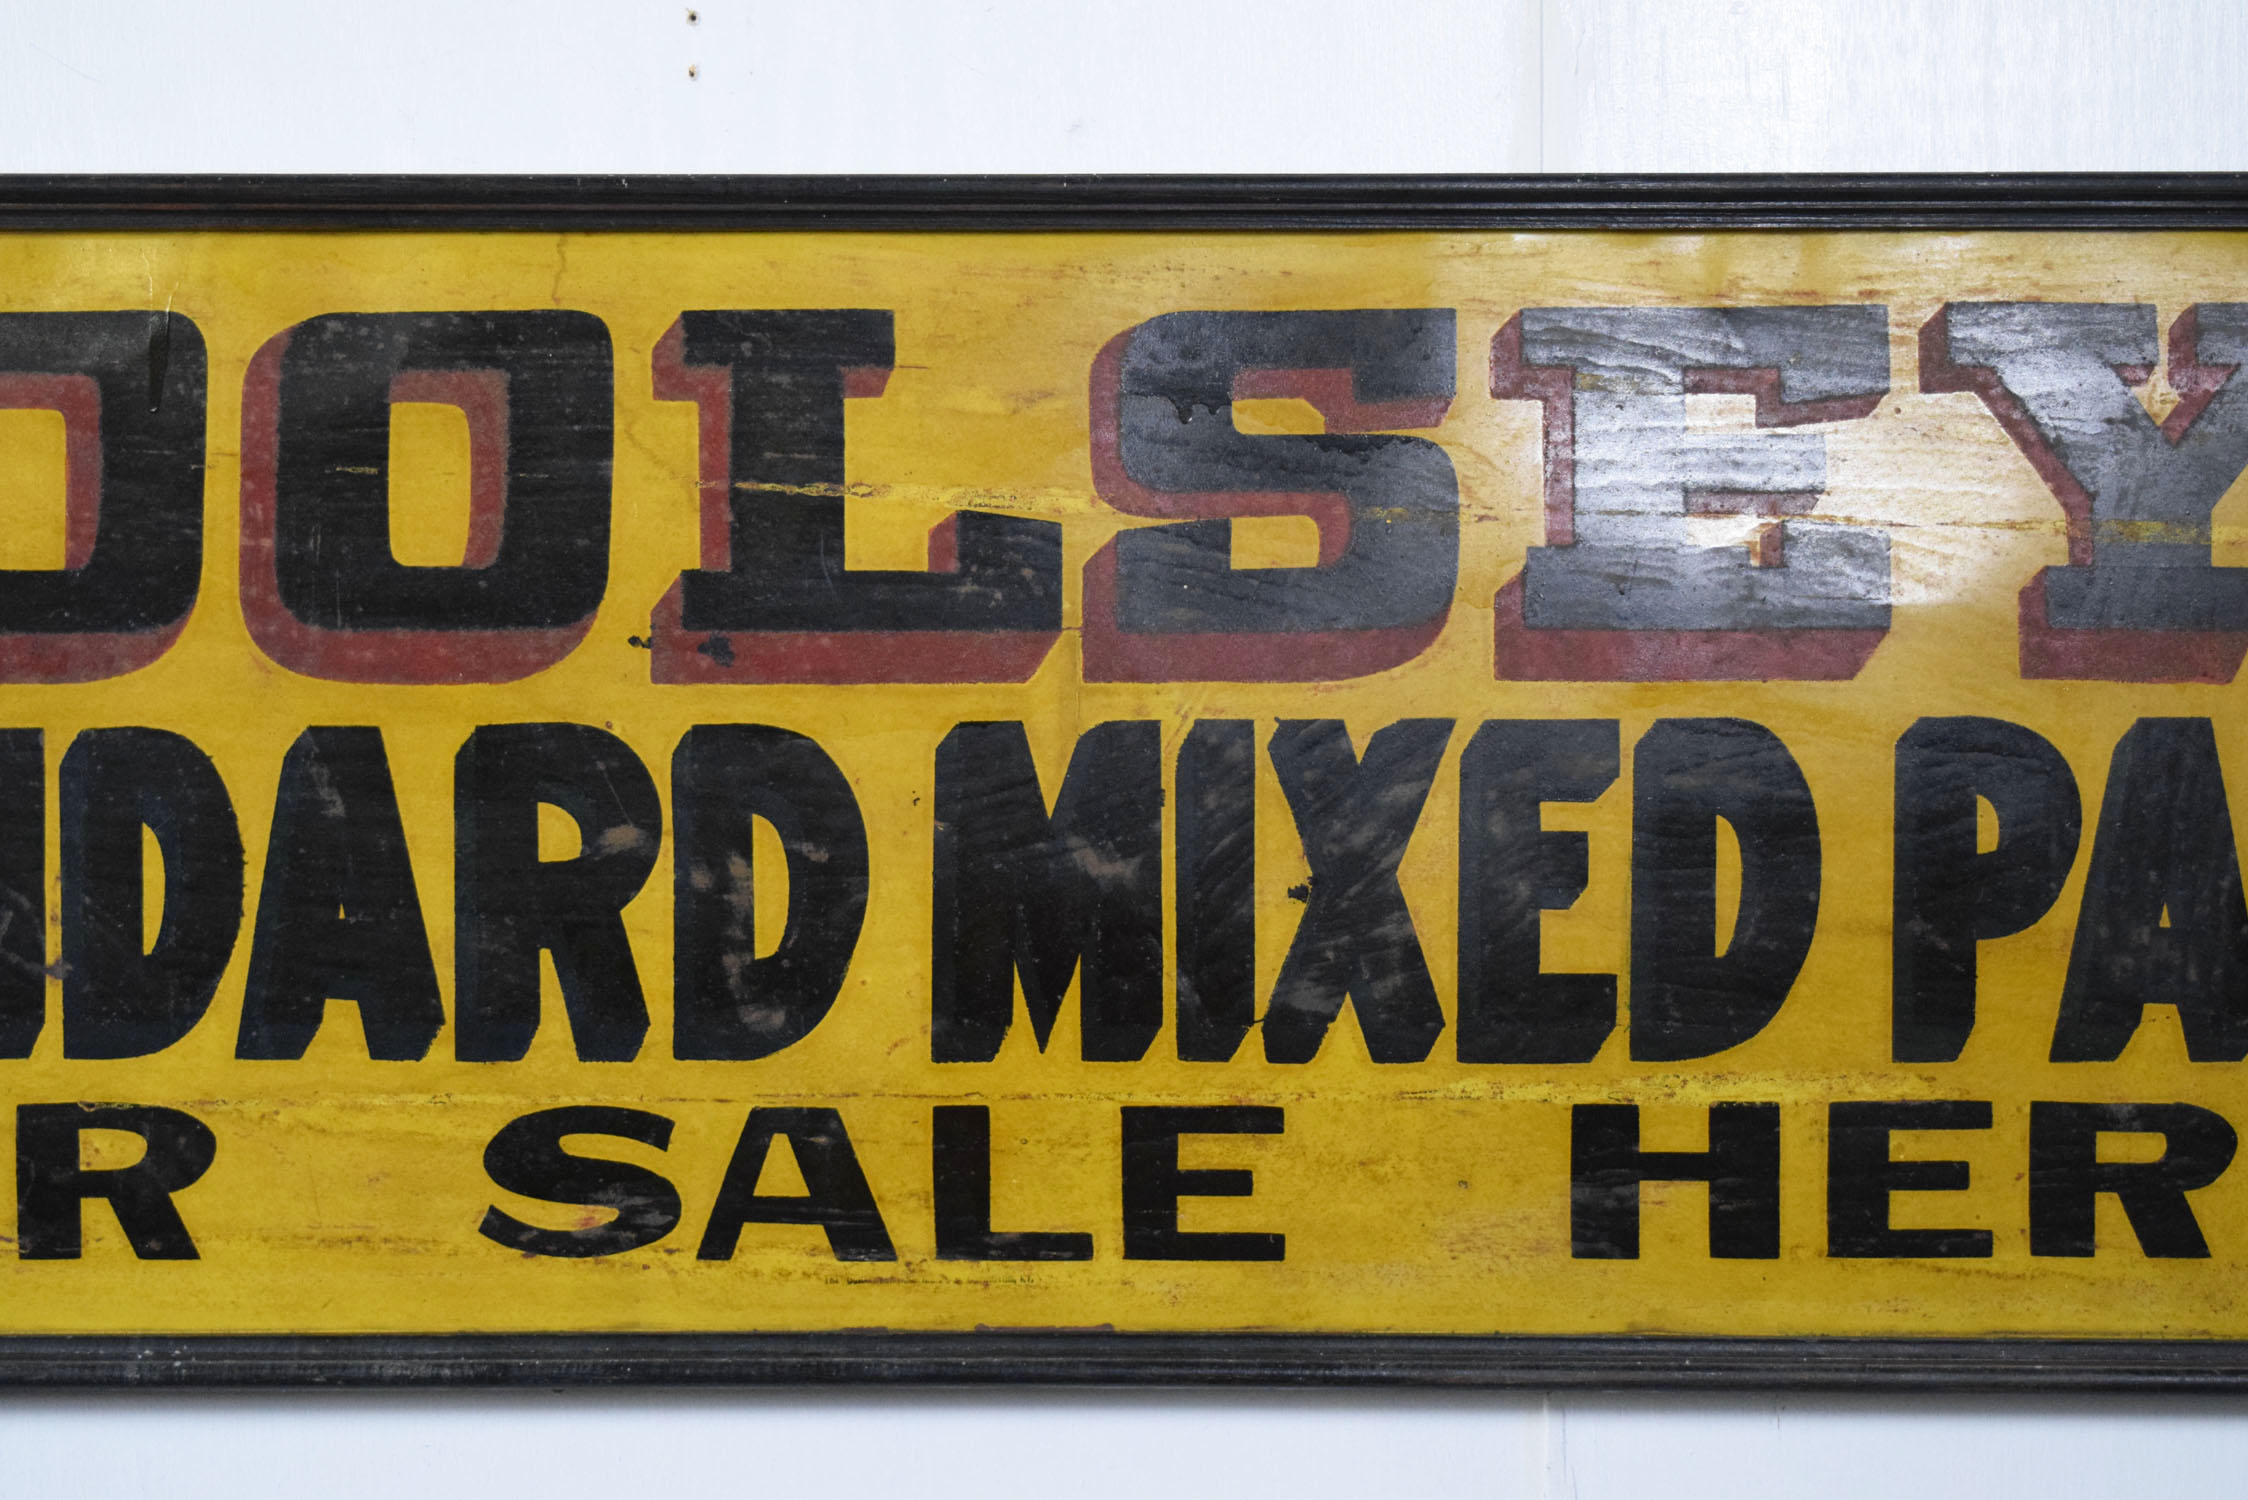 OOLSEY
NDARD MIXED PA
R SALE HER